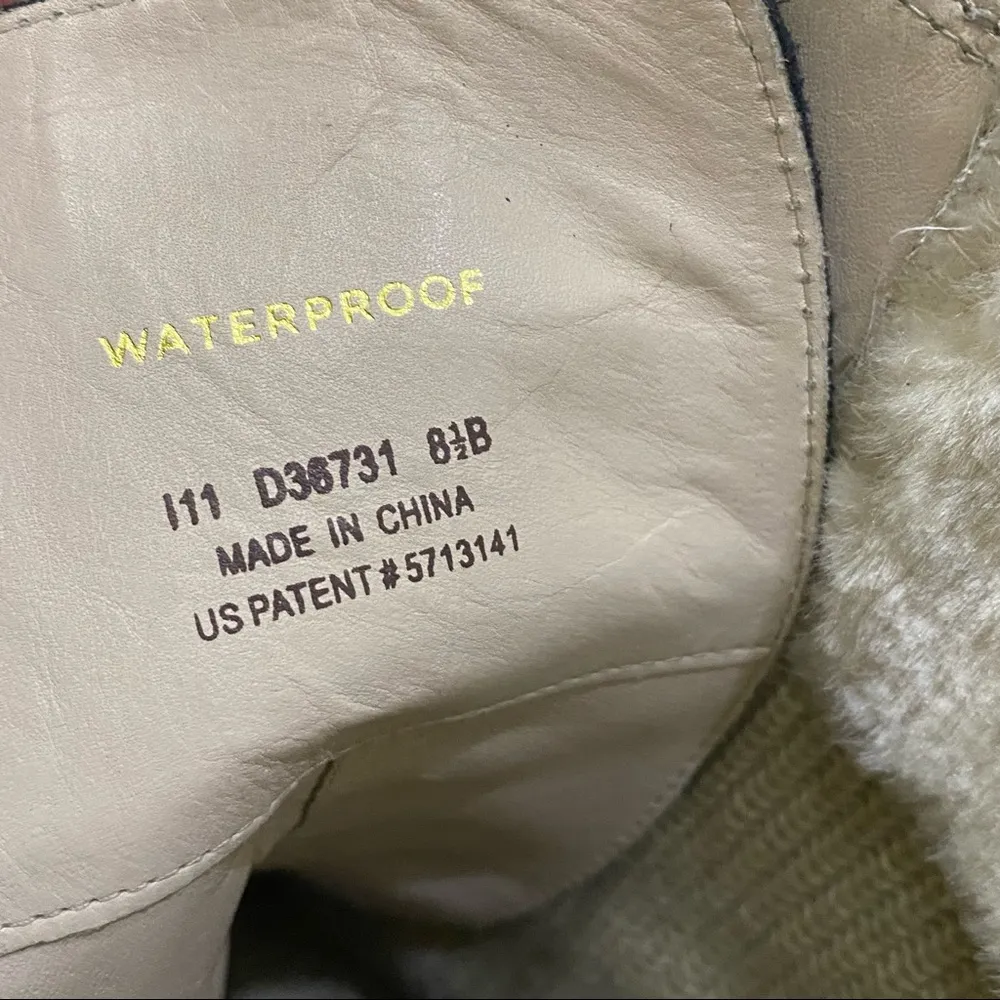 WATERPROOF
I11 D36731 8½B
MADE IN CHINA
US PATENT#5713141